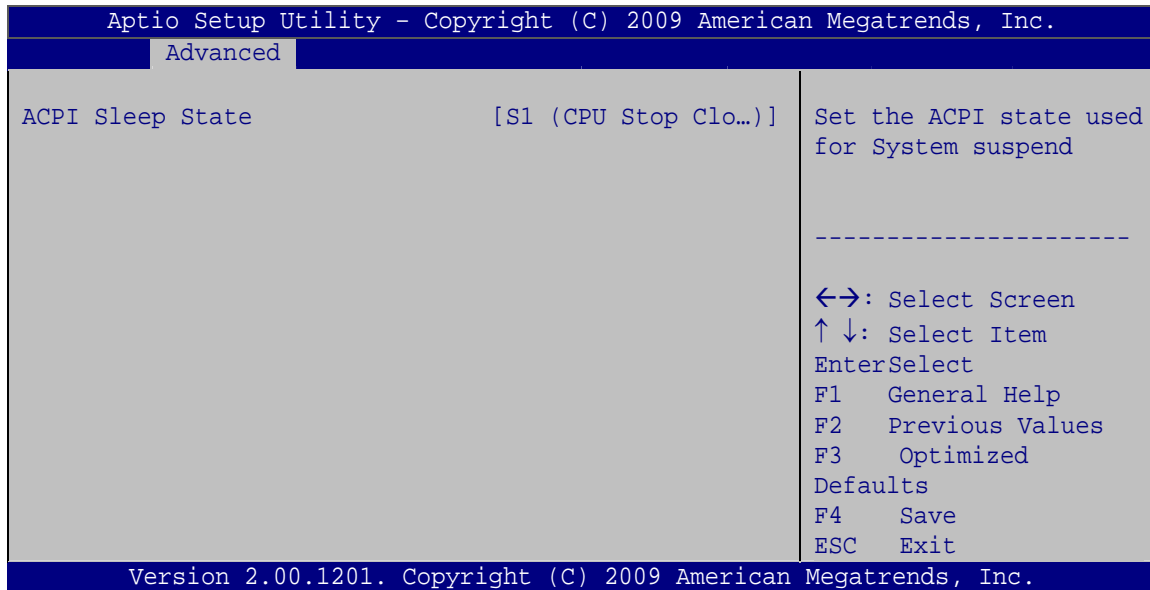 Aptio Setup Utility – Copyright (C) 2009 American Megatrends, Inc.
Advanced
ACPI Sleep State [S1 (CPU Stop Clo…)]
Set the ACPI state used
for System suspend
----------------------
←→: Select Screen
↑ ↓: Select Item
EnterSelect
F1 General Help
F2 Previous Values
F3 Optimized
Defaults
F4 Save
ESC Exit
Version 2.00.1201. Copyright (C) 2009 American Megatrends, Inc.